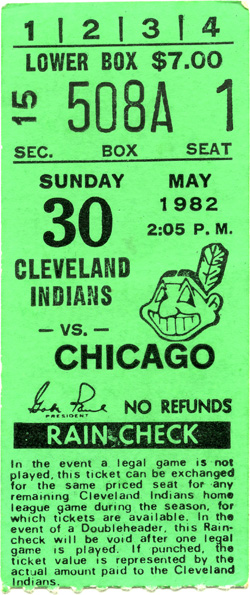 1 | 2 | 3 | 4
LOWER BOX $7.00
15 508A 1
SEC. BOX SEAT
SUNDAY MAY
30 1982
2:05 P. M.
CLEVELAND
INDIANS
— VS. —
CHICAGO
Gabe Paul
PRESIDENT
NO REFUNDS
RAIN-CHECK
In the event a legal game is not
played, this ticket can be exchanged
for the same priced seat for any
remaining Cleveland Indians home
league game during the season, for
which tickets are available. In the
event of a Doubleheader, this Rain-
check will be void after one legal
game is played. If punched, the
ticket value is represented by the
actual amount paid to the Cleveland
Indians.